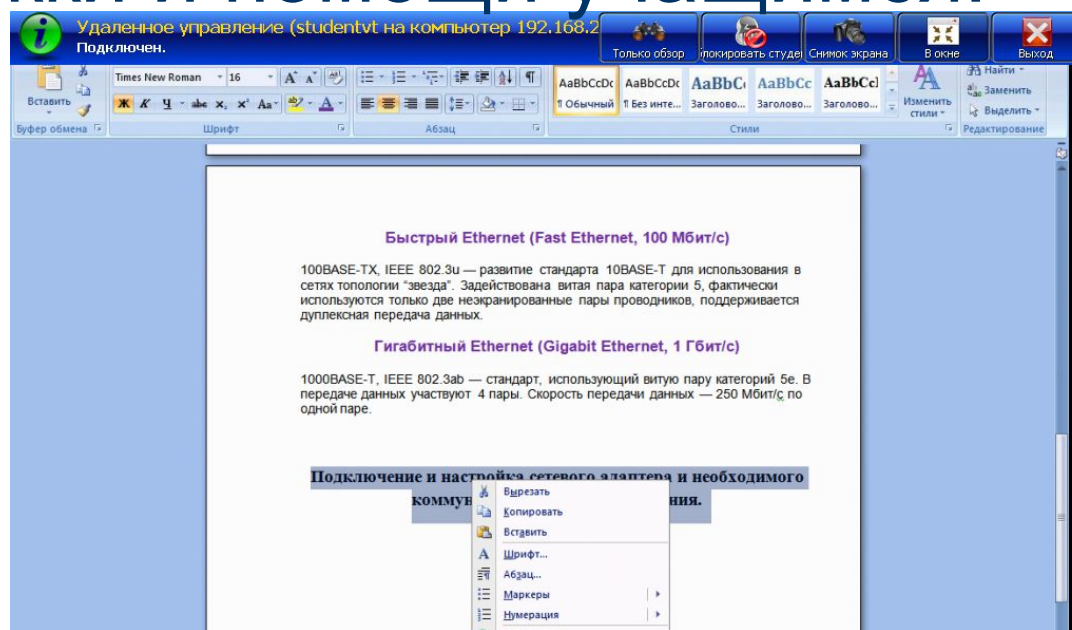 и помощи учащимся.
Удаленное управление (studentvt на компьютер 192.168.2
Подключен.
Только обзор
локировать студе
Снимок экрана
В окне
Выход
Вставить
Буфер обмена
Times New Roman
16
Ж К Ч abc x₂ x² Aa
Шрифт
Абзац
AaBbCcDc AaBbCcDc AaBbC AaBbCc AaBbCcI
¶ Обычный ¶ Без инте... Заголово... Заголово... Заголово...
Стили
Изменить
стили
Найти
Заменить
Выделить
Редактирование
Быстрый Ethernet (Fast Ethernet, 100 Мбит/с)
100BASE-TX, IEEE 802.3u — развитие стандарта 10BASE-T для использования в
сетях топологии “звезда”. Задействована витая пара категории 5, фактически
используются только две неэкранированные пары проводников, поддерживается
дуплексная передача данных.
Гигабитный Ethernet (Gigabit Ethernet, 1 Гбит/с)
1000BASE-T, IEEE 802.3ab — стандарт, использующий витую пару категорий 5e. В
передаче данных участвуют 4 пары. Скорость передачи данных — 250 Мбит/с по
одной паре.
Подключение и настройка сетевого адаптера и необходимого
коммун
ния.
Вырезать
Копировать
Вставить
Шрифт...
Абзац...
Маркеры
Нумерация